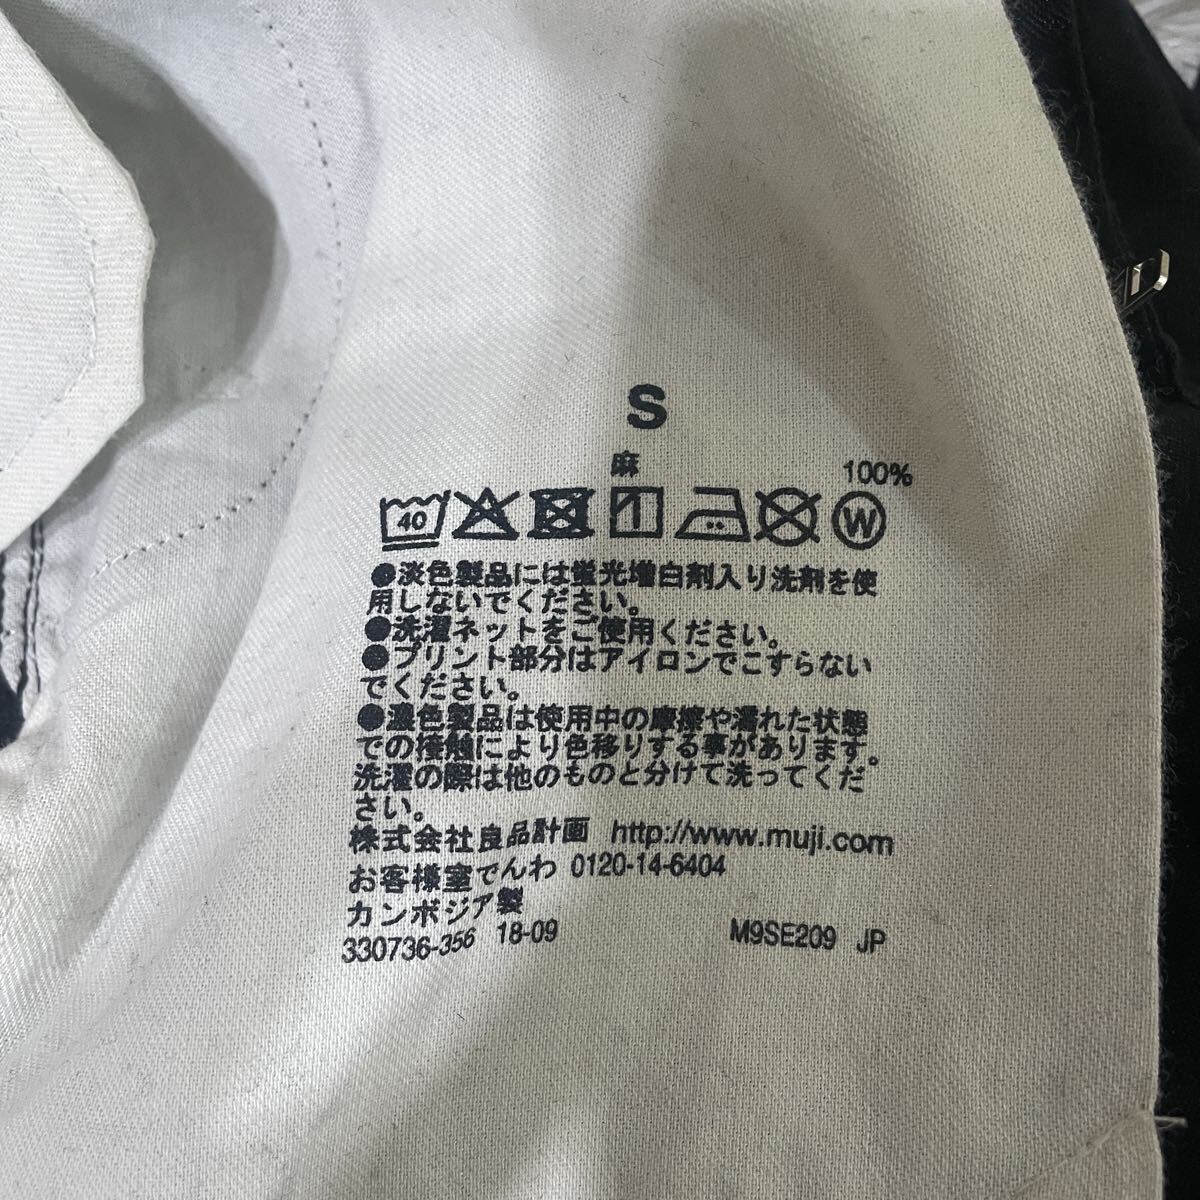 S
麻 100%
40 W
●淡色製品には蛍光増白剤入り洗剤を使
用しないでください。
●洗濯ネットをご使用ください。
●プリント部分はアイロンでこすらない
でください。
●濃色製品は使用中の摩擦や濡れた状態
での接触により色移りする事があります。
洗濯の際は他のものと分けて洗ってくだ
さい。
株式会社良品計画 http://www.muji.com
お客様室でんわ 0120-14-6404
カンボジア製
330736-356 18-09 M9SE209 JP